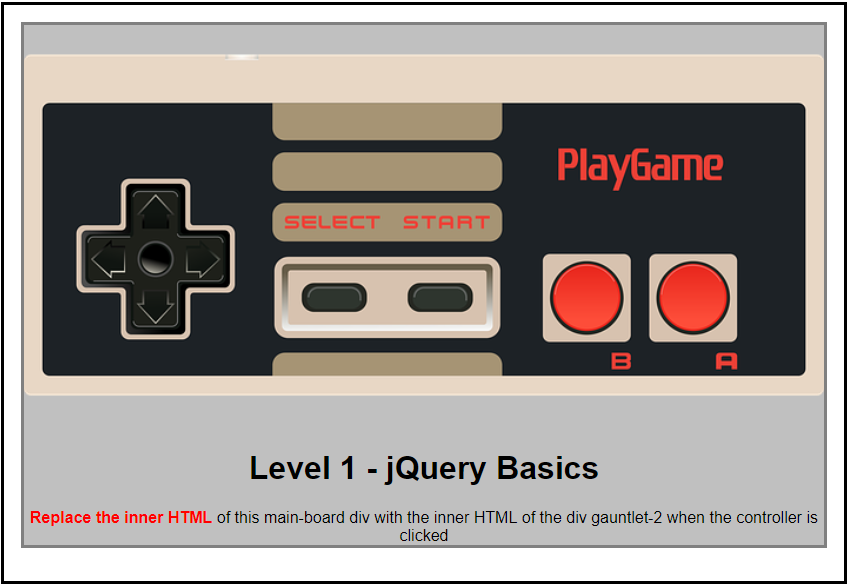 PlayGame
SELECT START
B A
Level 1 - jQuery Basics
Replace the inner HTML of this main-board div with the inner HTML of the div gauntlet-2 when the controller is
clicked